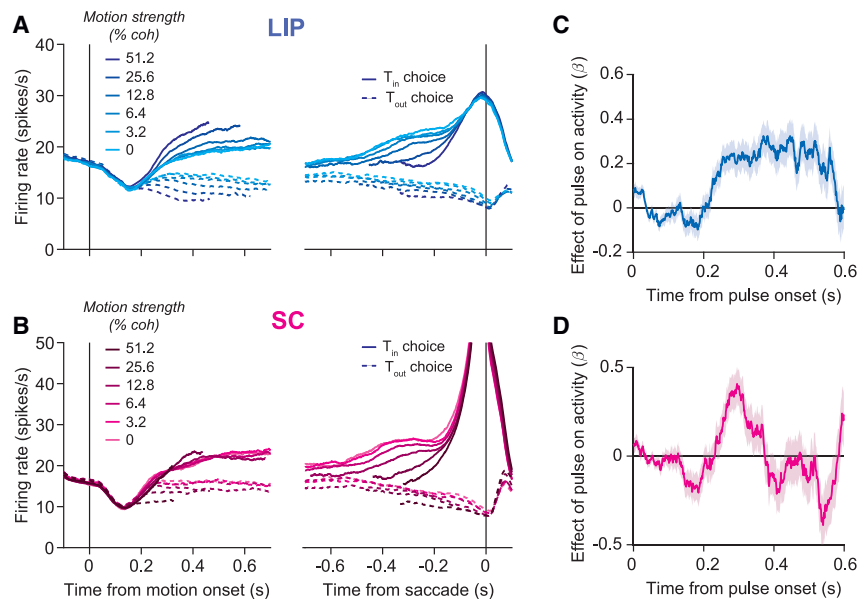 A
LIP
Motion strength
(% coh)
51.2
25.6
12.8
6.4
3.2
0
Firing rate (spikes/s)
40
30
20
10
0
T_in choice
T_out choice
B
SC
Motion strength
(% coh)
51.2
25.6
12.8
6.4
3.2
0
Firing rate (spikes/s)
50
40
30
20
10
0
T_in choice
T_out choice
0 0.2 0.4 0.6
Time from motion onset (s)
-0.6 -0.4 -0.2 0
Time from saccade (s)
C
Effect of pulse on activity (β)
0.6
0.4
0.2
0
-0.2
0 0.2 0.4 0.6
Time from pulse onset (s)
D
Effect of pulse on activity (β)
0.5
0
-0.5
0 0.2 0.4 0.6
Time from pulse onset (s)